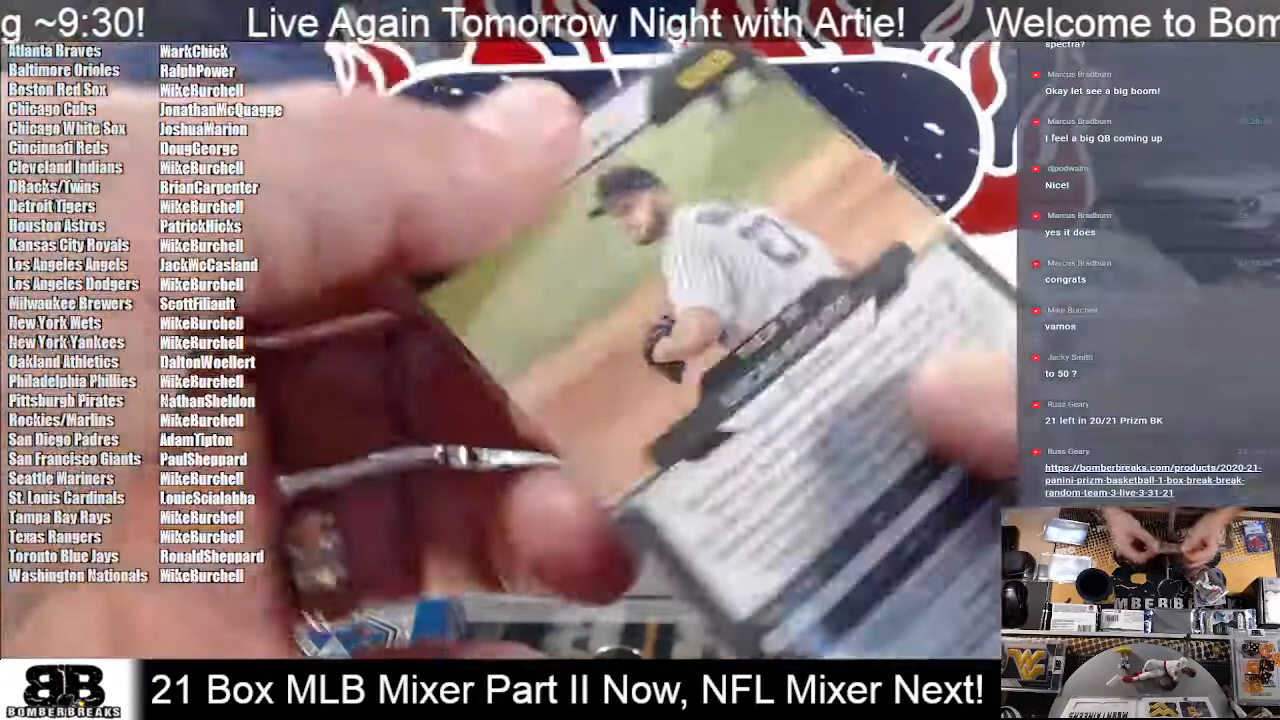 g ~9:30!
Live Again Tomorrow Night with Artie!
Welcome to Bom
Atlanta Braves MarkChick
Baltimore Orioles RalphPower
Boston Red Sox MikeBurchell
Chicago Cubs JonathanMcQuagge
Chicago White Sox JoshuaMarion
Cincinnati Reds DougGeorge
Cleveland Indians MikeBurchell
DBacks/Twins BrianCarpenter
Detroit Tigers MikeBurchell
Houston Astros PatrickHicks
Kansas City Royals MikeBurchell
Los Angeles Angels JackMcCasland
Los Angeles Dodgers MikeBurchell
Milwaukee Brewers ScottFiliault
New York Mets MikeBurchell
New York Yankees MikeBurchell
Oakland Athletics DaltonWoellert
Philadelphia Phillies MikeBurchell
Pittsburgh Pirates NathanSheldon
Rockies/Marlins MikeBurchell
San Diego Padres AdamTipton
San Francisco Giants PaulSheppard
Seattle Mariners MikeBurchell
St. Louis Cardinals LouieScialabba
Tampa Bay Rays MikeBurchell
Texas Rangers MikeBurchell
Toronto Blue Jays RonaldSheppard
Washington Nationals MikeBurchell
spectra?
Marcus Bradburn
Okay let see a big boom!
Marcus Bradburn
I feel a big QB coming up
djpodwalny
Nice!
Marcus Bradburn
yes it does
Marcus Bradburn
congrats
Mike Burchell
vamos
Jacky Smitti
to 50 ?
Russ Geary
21 left in 20/21 Prizm BK
Russ Geary
https://bomberbreaks.com/products/2020-21-
panini-prizm-basketball-1-box-break-break-
random-team-3-live-3-31-21
BOMBERBREAKS
21 Box MLB Mixer Part II Now, NFL Mixer Next!